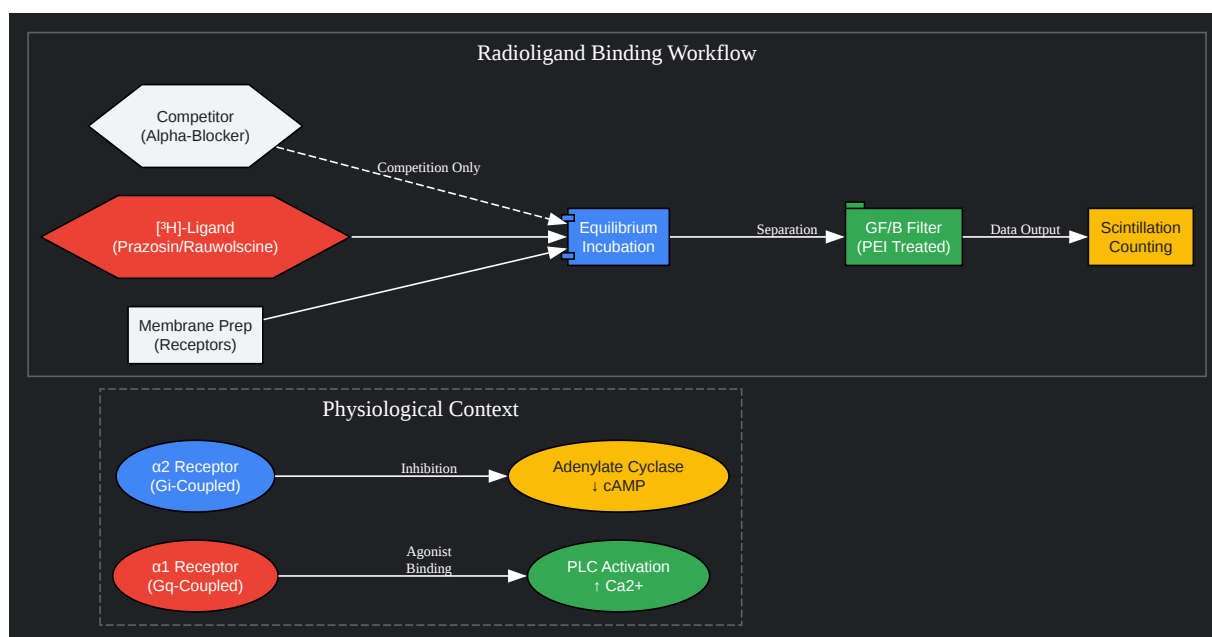 Radioligand Binding Workflow
Competitor
(Alpha-Blocker)
Competition Only
[³H]-Ligand
(Prazosin/Rauwolscine)
Membrane Prep
(Receptors)
Equilibrium
Incubation
Separation
GF/B Filter
(PEI Treated)
Data Output
Scintillation
Counting
Physiological Context
α2 Receptor
(Gi-Coupled)
Inhibition
Adenylate Cyclase
↓ cAMP
α1 Receptor
(Gq-Coupled)
Agonist
Binding
PLC Activation
↑ Ca2+